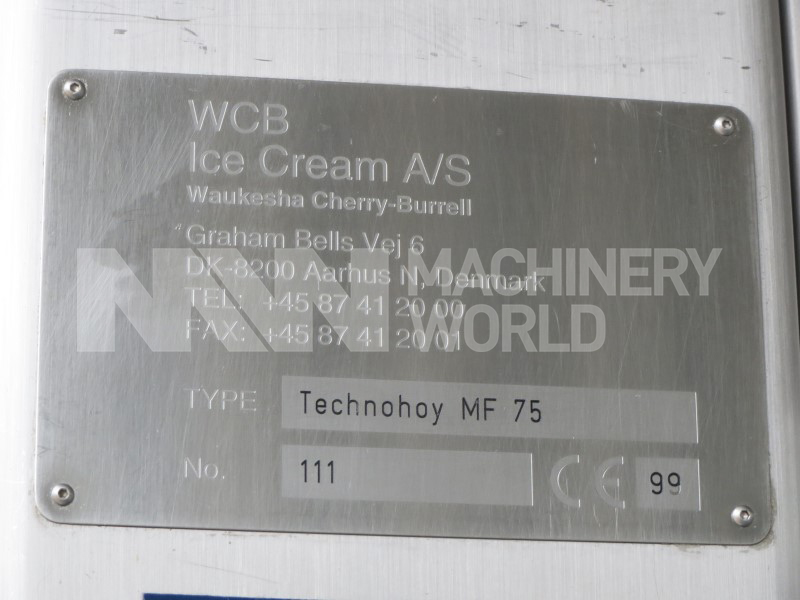 WCB
Ice Cream A/S
Waukesha Cherry-Burrell
Graham Bells Vej 6
DK-8200 Aarhus N, Denmark
TEL: +45 87 41 20 00
FAX: +45 87 41 20 01
MACHINERY
WORLD
TYPE Technohoy MF 75
No. 111 CE 99